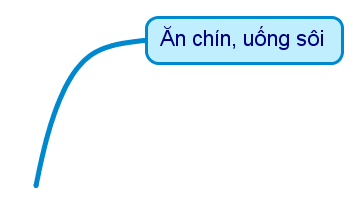 Ăn chín, uống sôi